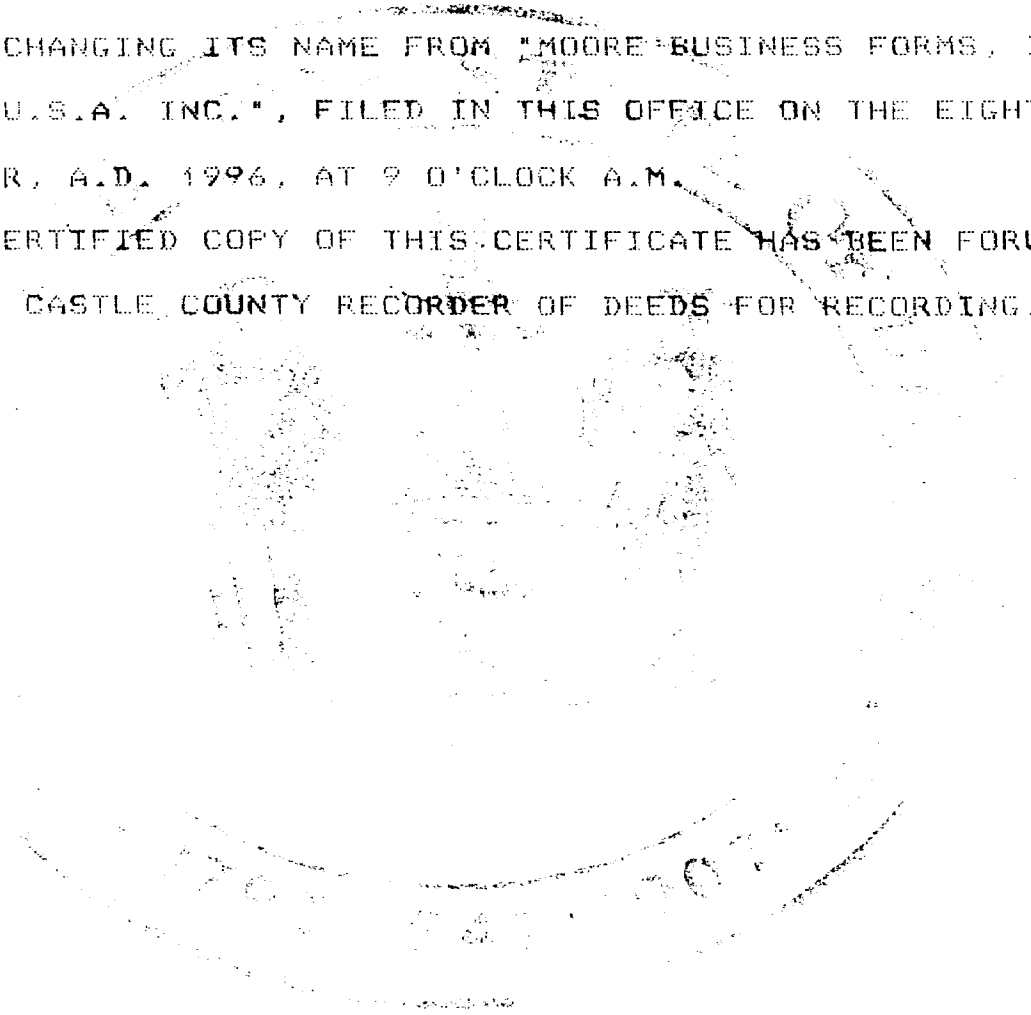 CHANGING ITS NAME FROM "MOORE BUSINESS FORMS, I
U.S.A. INC.", FILED IN THIS OFFICE ON THE EIGHT
R, A.D. 1996, AT 9 O'CLOCK A.M.
ERTIFIED COPY OF THIS CERTIFICATE HAS BEEN FORW
CASTLE COUNTY RECORDER OF DEEDS FOR RECORDING.